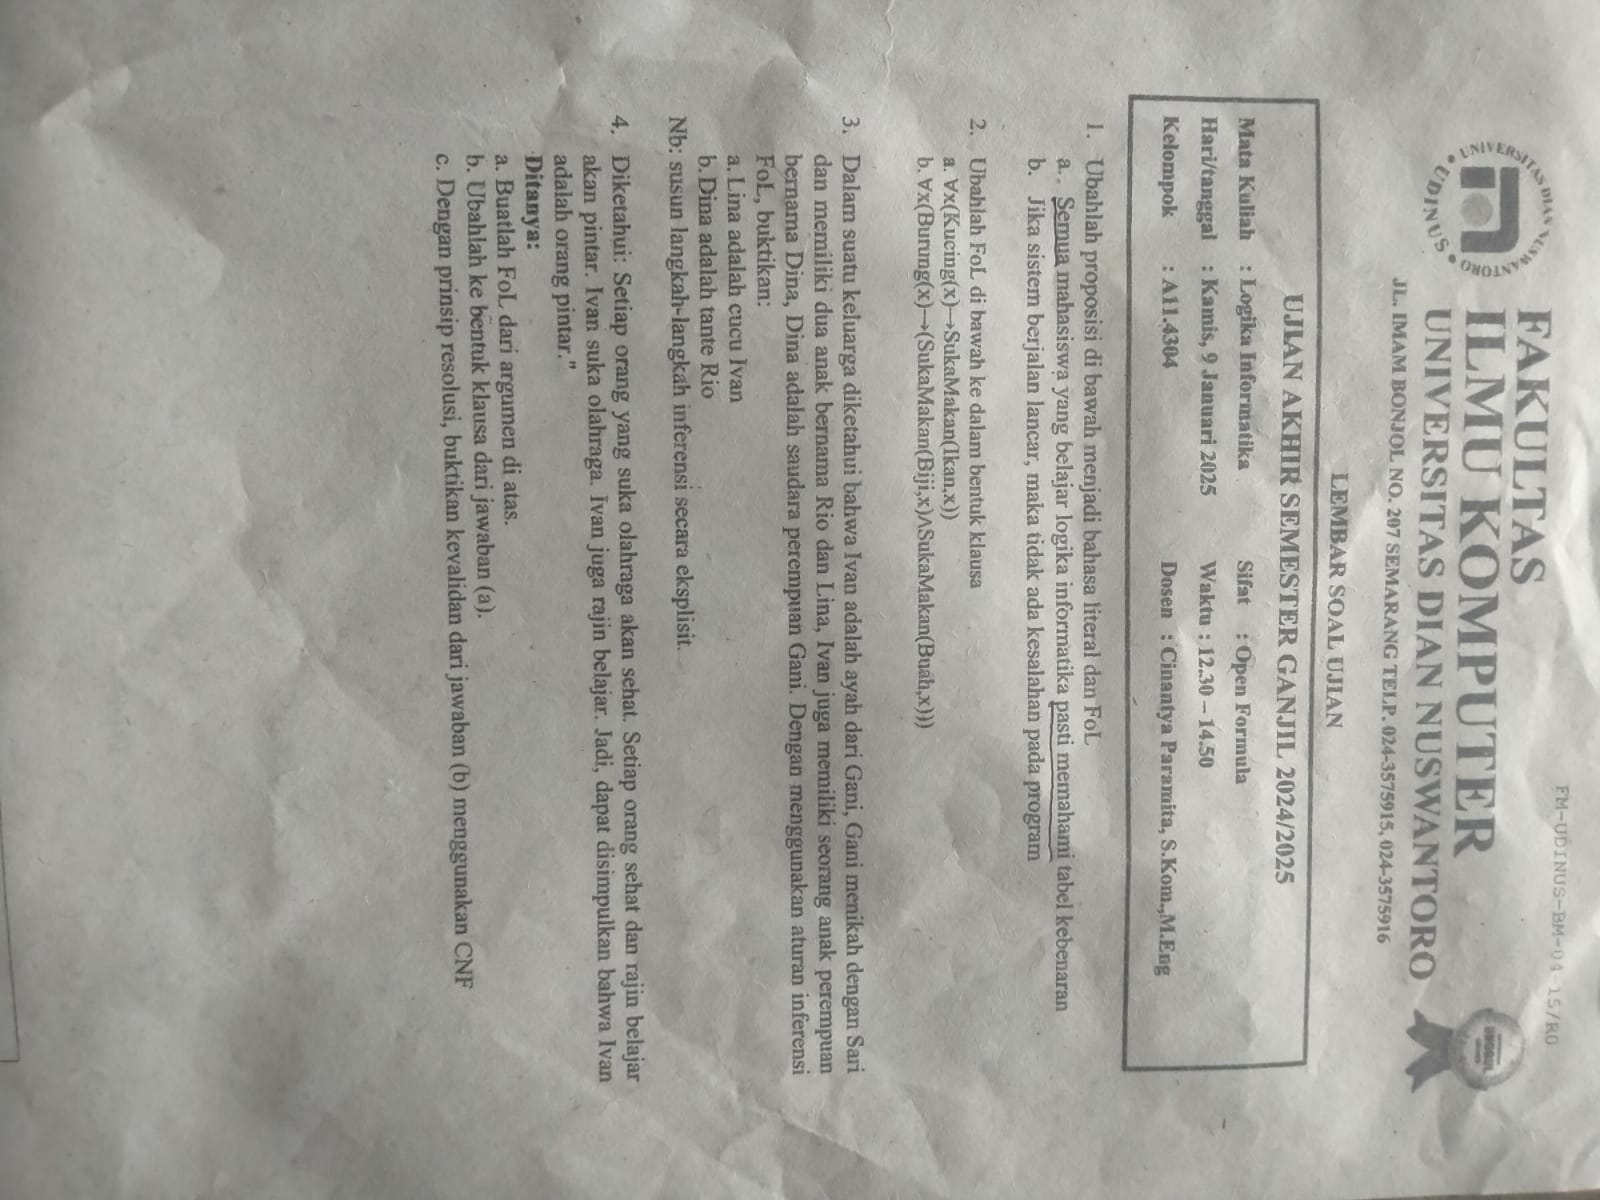 FM-UDINUS-BM-04-15/R0
UNIVERSITAS DIAN NUSWANTORO
UDINUS
FAKULTAS
ILMU KOMPUTER
UNIVERSITAS DIAN NUSWANTORO
JL. IMAM BONJOL NO. 207 SEMARANG TELP. 024-3575915, 024-3575916
UNGGUL
LEMBAR SOAL UJIAN
UJIAN AKHIR SEMESTER GANJIL 2024/2025
Mata Kuliah : Logika Informatika Sifat : Open Formula
Hari/tanggal : Kamis, 9 Januari 2025 Waktu : 12.30 – 14.50
Kelompok : A11.4304 Dosen : Cinantya Paramita, S.Kom.,M.Eng
1. Ubahlah proposisi di bawah menjadi bahasa literal dan FoL
a. Semua mahasiswa yang belajar logika informatika pasti memahami tabel kebenaran
b. Jika sistem berjalan lancar, maka tidak ada kesalahan pada program
2. Ubahlah FoL di bawah ke dalam bentuk klausa
a. ∀x(Kucing(x)→SukaMakan(Ikan,x))
b. ∀x(Burung(x)→(SukaMakan(Biji,x)∧SukaMakan(Buah,x)))
3. Dalam suatu keluarga diketahui bahwa Ivan adalah ayah dari Gani, Gani menikah dengan Sari
dan memiliki dua anak bernama Rio dan Lina, Ivan juga memiliki seorang anak perempuan
bernama Dina, Dina adalah saudara perempuan Gani. Dengan menggunakan aturan inferensi
FoL, buktikan:
a. Lina adalah cucu Ivan
b. Dina adalah tante Rio
Nb: susun langkah-langkah inferensi secara eksplisit.
4. Diketahui: Setiap orang yang suka olahraga akan sehat. Setiap orang sehat dan rajin belajar
akan pintar. Ivan suka olahraga. Ivan juga rajin belajar. Jadi, dapat disimpulkan bahwa Ivan
adalah orang pintar."
Ditanya:
a. Buatlah FoL dari argumen di atas.
b. Ubahlah ke bentuk klausa dari jawaban (a).
c. Dengan prinsip resolusi, buktikan kevalidan dari jawaban (b) menggunakan CNF